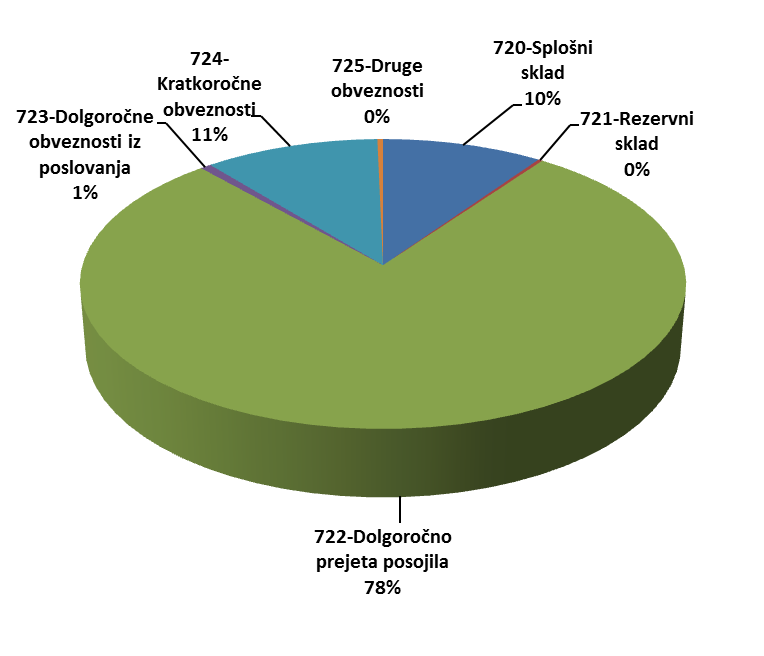 724-
Kratkoročne
obveznosti
11%
725-Druge
obveznosti
0%
720-Splošni
sklad
10%
721-Rezervni
sklad
0%
723-Dolgoročne
obveznosti iz
poslovanja
1%
722-Dolgoročno
prejeta posojila
78%